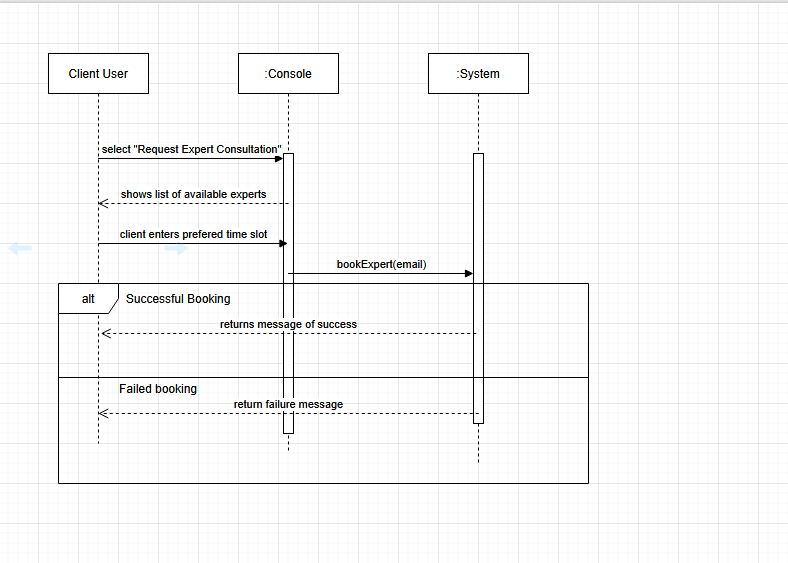 Client User
:Console
:System
select "Request Expert Consultation"
shows list of available experts
client enters prefered time slot
bookExpert(email)
alt
Successful Booking
returns message of success
Failed booking
return failure message